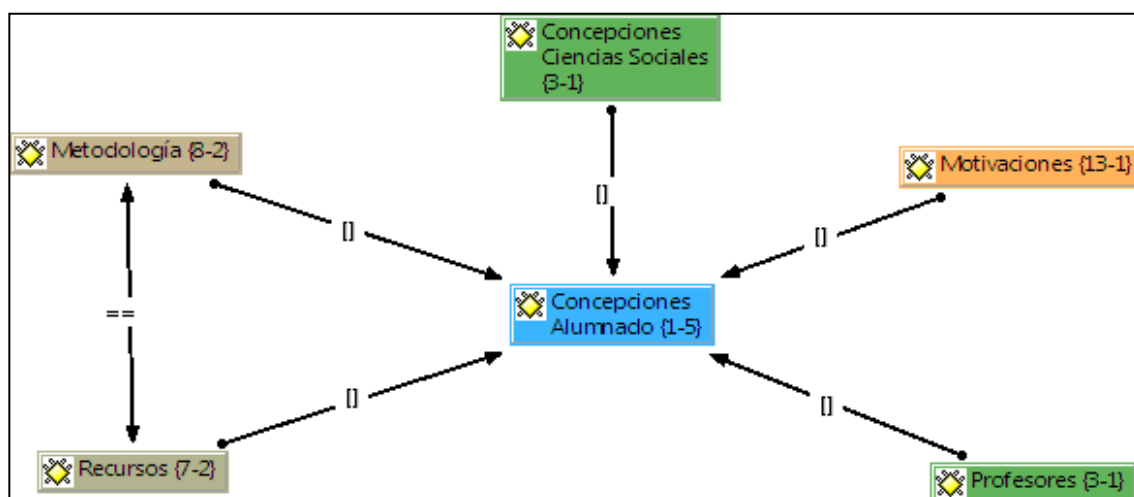 Concepciones
Ciencias Sociales
{3-1}
Metodología {8-2}
Motivaciones {13-1}
[]
[]
[]
Concepciones
Alumnado {1-5}
==
[]
[]
Recursos {7-2}
Profesores {3-1}